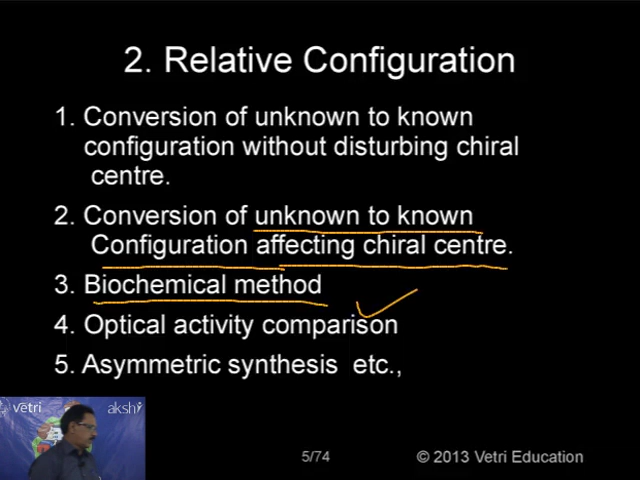 2. Relative Configuration
1. Conversion of unknown to known
configuration without disturbing chiral
centre.
2. Conversion of unknown to known
Configuration affecting chiral centre.
3. Biochemical method
4. Optical activity comparison
5. Asymmetric synthesis etc.,
vetri
akshi
5/74
© 2013 Vetri Education